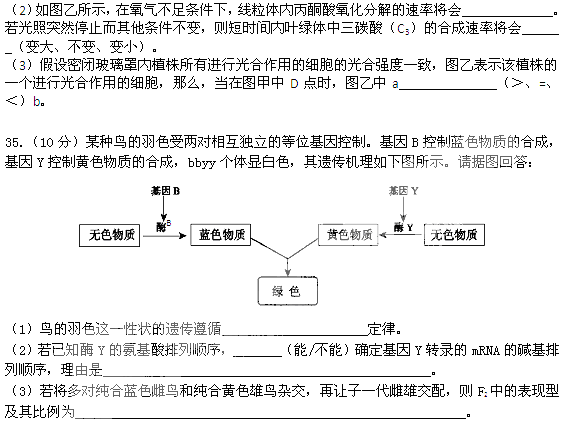 （2）如图乙所示，在氧气不足条件下，线粒体内丙酮酸氧化分解的速率将会____________。
若光照突然停止而其他条件不变，则短时间内叶绿体中三碳酸（C₃）的合成速率将会_____
_（变大、不变、变小）。
（3）假设密闭玻璃罩内植株所有进行光合作用的细胞的光合强度一致，图乙表示该植株的
一个进行光合作用的细胞，那么，当在图甲中 D 点时，图乙中 a_____________（>、=、
<）b。
35.（10 分）某种鸟的羽色受两对相互独立的等位基因控制。基因 B 控制蓝色物质的合成，
基因 Y 控制黄色物质的合成，bbyy 个体显白色，其遗传机理如下图所示。请据图回答：
基因 B
基因 Y
无色物质
酶B
蓝色物质
黄色物质
酶 Y
无色物质
绿 色
（1）鸟的羽色这一性状的遗传遵循____________________定律。
（2）若已知酶 Y 的氨基酸排列顺序，_______（能/不能）确定基因 Y 转录的 mRNA 的碱基排
列顺序，理由是____________________________________________。
（3）若将多对纯合蓝色雌鸟和纯合黄色雄鸟杂交，再让子一代雌雄交配，则 F₂中的表现型
及其比例为____________________________________________________。